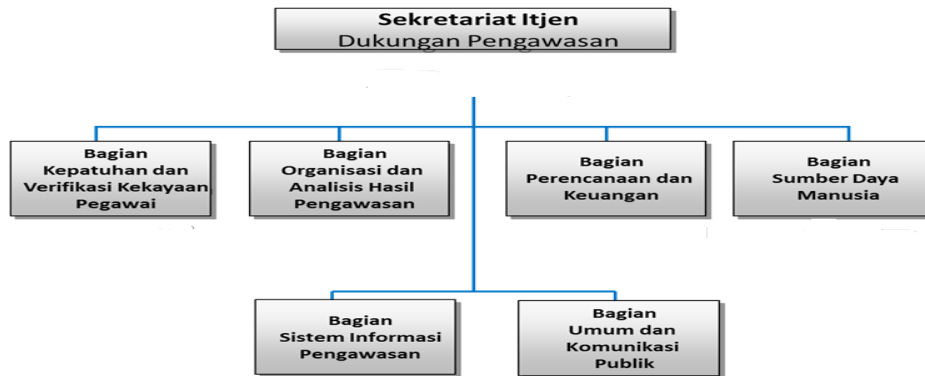 Sekretariat Itjen
Dukungan Pengawasan
Bagian
Kepatuhan dan
Verifikasi Kekayaan
Pegawai
Bagian
Organisasi dan
Analisis Hasil
Pengawasan
Bagian
Perencanaan dan
Keuangan
Bagian
Sumber Daya
Manusia
Bagian
Sistem Informasi
Pengawasan
Bagian
Umum dan
Komunikasi
Publik